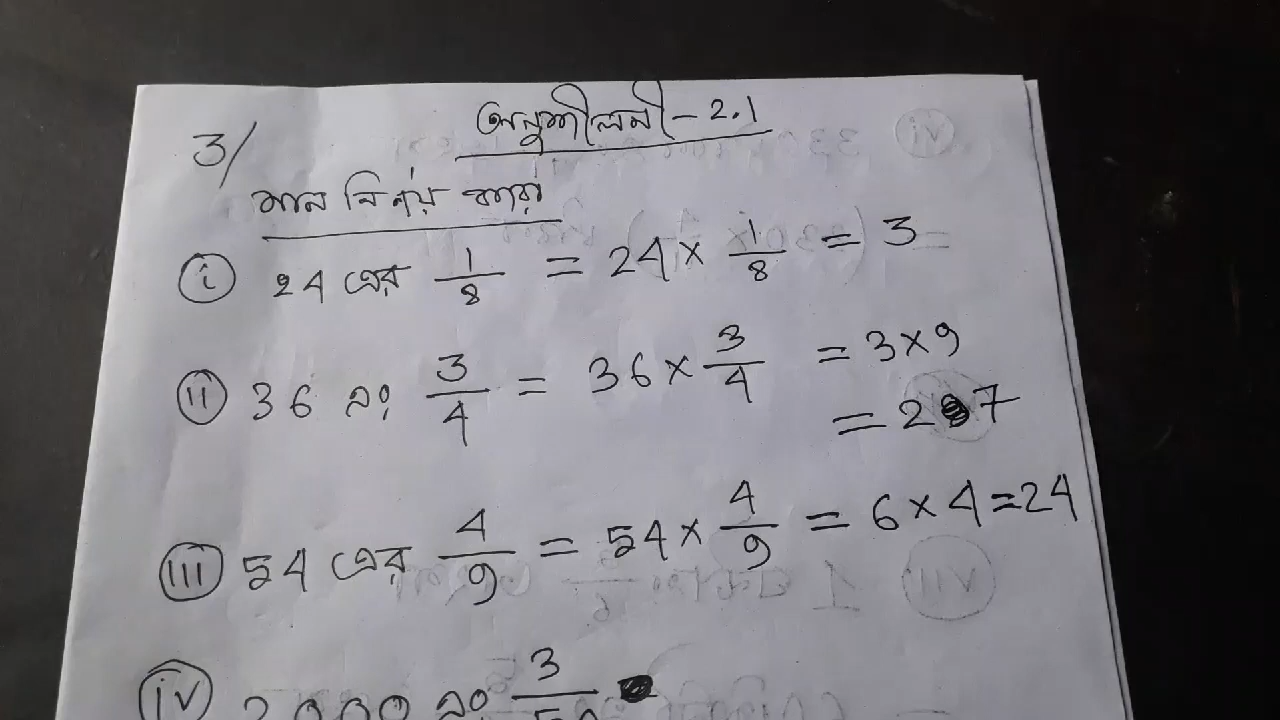 অনুশীলনী - 2.1
3/
মান নির্ণয় করো
(i) 24 এর 1/8 = 24 × 1/8 = 3
(ii) 36 এর 3/4 = 36 × 3/4 = 3 × 9
= 27
(iii) 54 এর 4/9 = 54 × 4/9 = 6 × 4 = 24
(iv) 3/